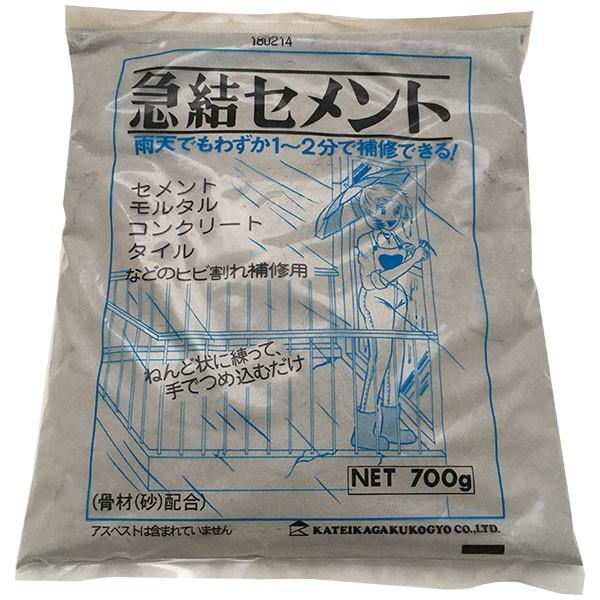 180214
急結セメント
雨天でもわずか1～2分で補修できる!
セメント
モルタル
コンクリート
タイル
などのヒビ割れ補修用
ねんど状に練って、
手でつめ込むだけ
NET 700g
(骨材(砂)配合)
アスベストは含まれていません
KATEIKAGAKUKOGYO CO.,LTD.